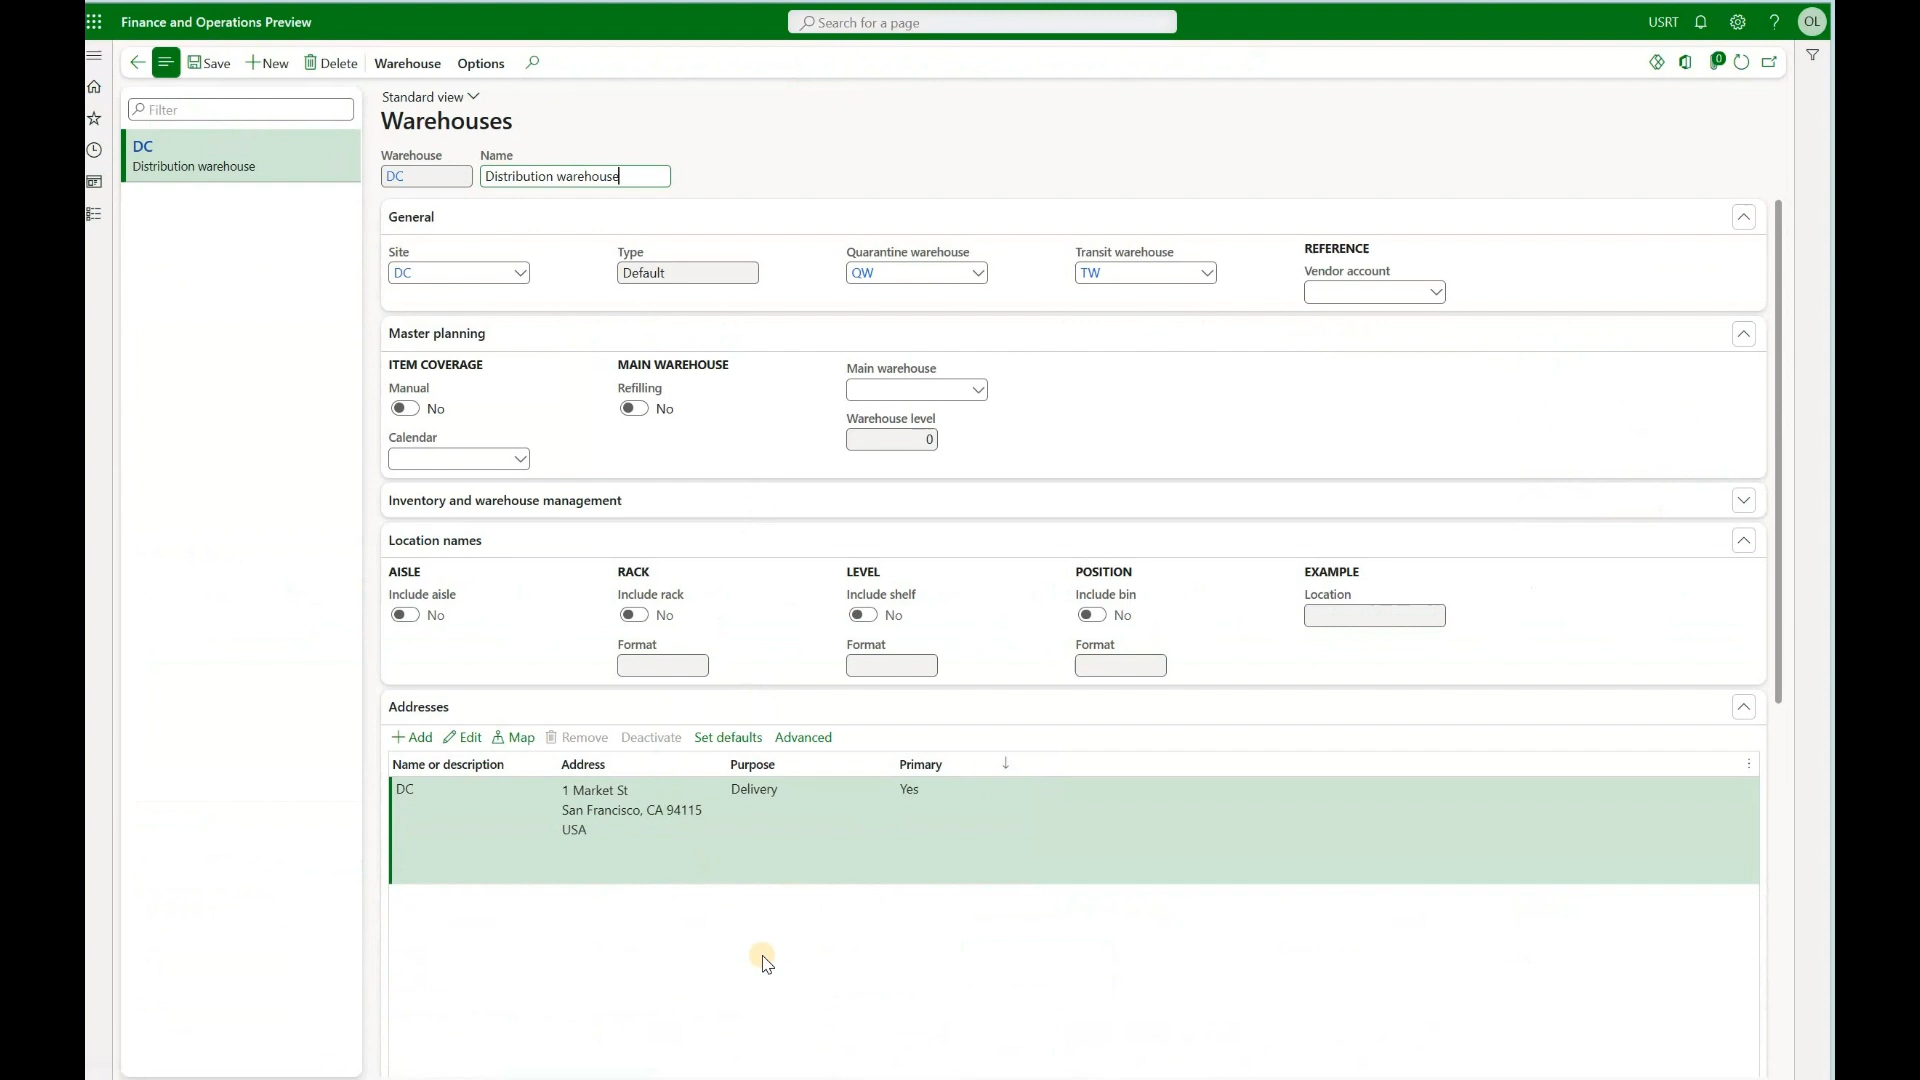 Finance and Operations Preview
Search for a page
USRT
?
OL
Save
New
Delete
Warehouse
Options
0
Filter
DC
Distribution warehouse
Standard view
Warehouses
Warehouse Name
DC Distribution warehouse
General
Site Type Quarantine warehouse Transit warehouse REFERENCE
DC Default QW TW Vendor account
Master planning
ITEM COVERAGE MAIN WAREHOUSE Main warehouse
Manual Refilling
No No
Warehouse level
Calendar 0
Inventory and warehouse management
Location names
AISLE RACK LEVEL POSITION EXAMPLE
Include aisle Include rack Include shelf Include bin Location
No No No No
Format Format Format
Addresses
Add Edit Map Remove Deactivate Set defaults Advanced
Name or description Address Purpose Primary
DC 1 Market St Delivery Yes
San Francisco, CA 94115
USA